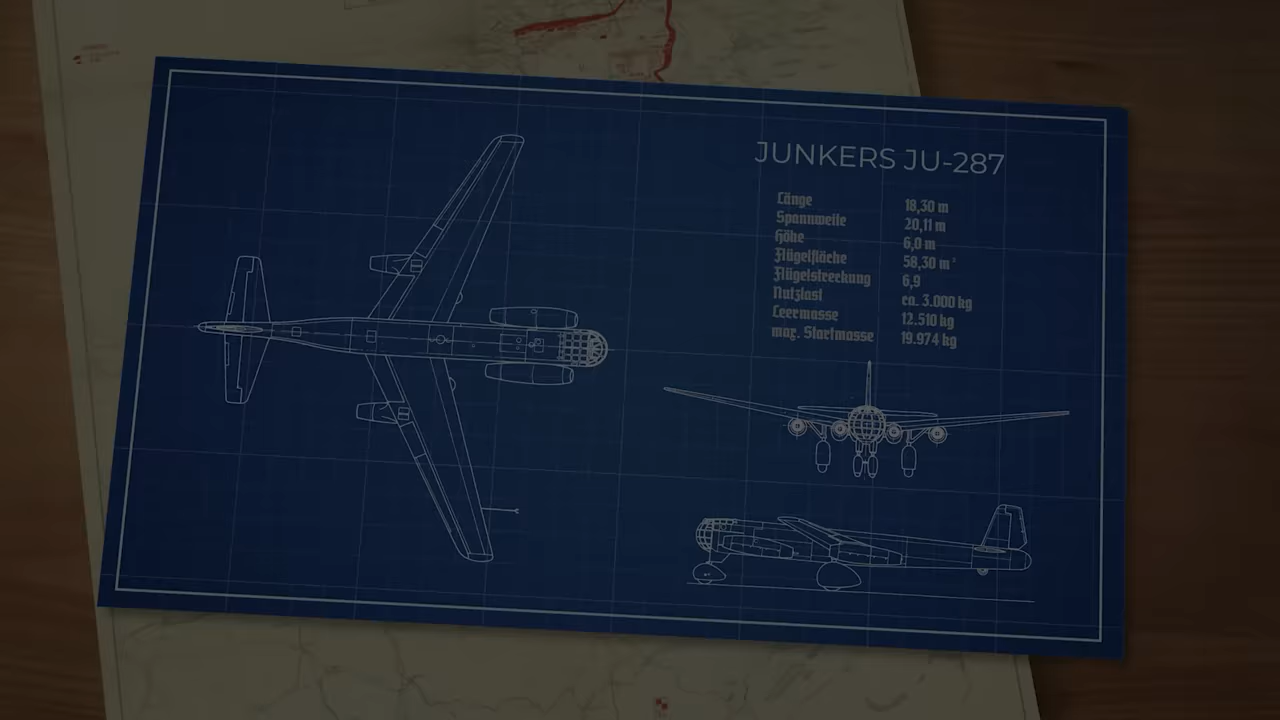 JUNKERS JU-287
Länge 18,30 m
Spannweite 20,11 m
Höhe 6,0 m
Flügelfläche 58,30 m²
Flügelstreckung 6,9
Nutzlast ca. 3.000 kg
Leermasse 12.510 kg
max. Startmasse 19.974 kg